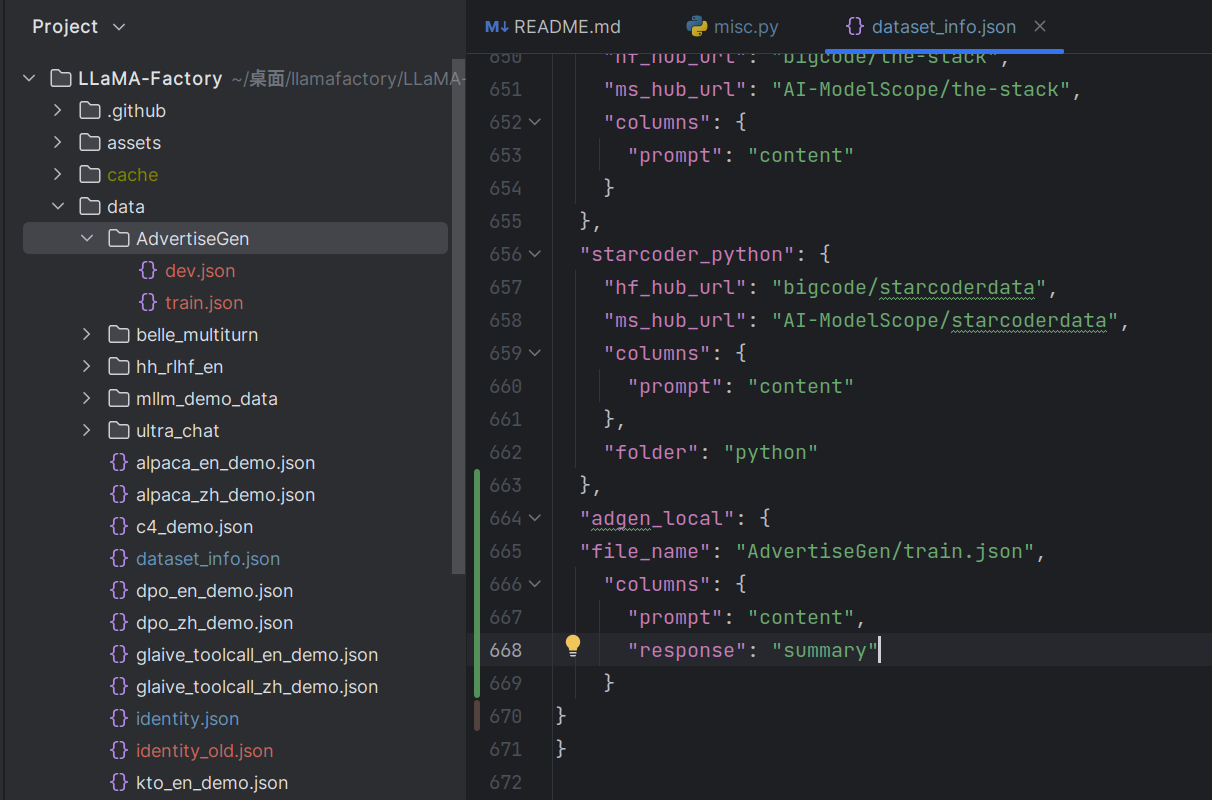 Project
LLaMA-Factory ~/桌面/llamafactory/LLaMA-
.github
assets
cache
data
AdvertiseGen
dev.json
train.json
belle_multiturn
hh_rlhf_en
mllm_demo_data
ultra_chat
alpaca_en_demo.json
alpaca_zh_demo.json
c4_demo.json
dataset_info.json
dpo_en_demo.json
dpo_zh_demo.json
glaive_toolcall_en_demo.json
glaive_toolcall_zh_demo.json
identity.json
identity_old.json
kto_en_demo.json
M↓ README.md misc.py {} dataset_info.json
650 "hf_hub_url": "bigcode/the-stack",
651 "ms_hub_url": "AI-ModelScope/the-stack",
652 "columns": {
653 "prompt": "content"
654 }
655 },
656 "starcoder_python": {
657 "hf_hub_url": "bigcode/starcoderdata",
658 "ms_hub_url": "AI-ModelScope/starcoderdata",
659 "columns": {
660 "prompt": "content"
661 },
662 "folder": "python"
663 },
664 "adgen_local": {
665 "file_name": "AdvertiseGen/train.json",
666 "columns": {
667 "prompt": "content",
668 "response": "summary"
669 }
670 }
671 }
672